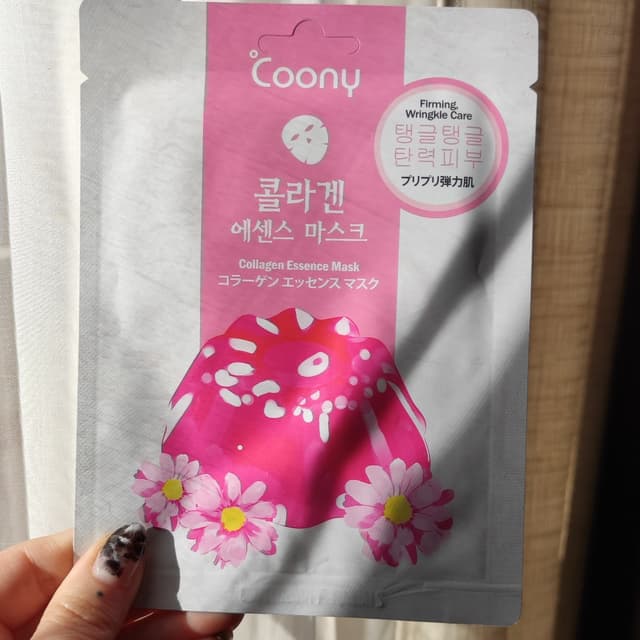 Coony
Firming,
Wringkle Care
탱글탱글
탄력피부
プリプリ弾力肌
콜라겐
에센스 마스크
Collagen Essence Mask
コラーゲン エッセンス マスク